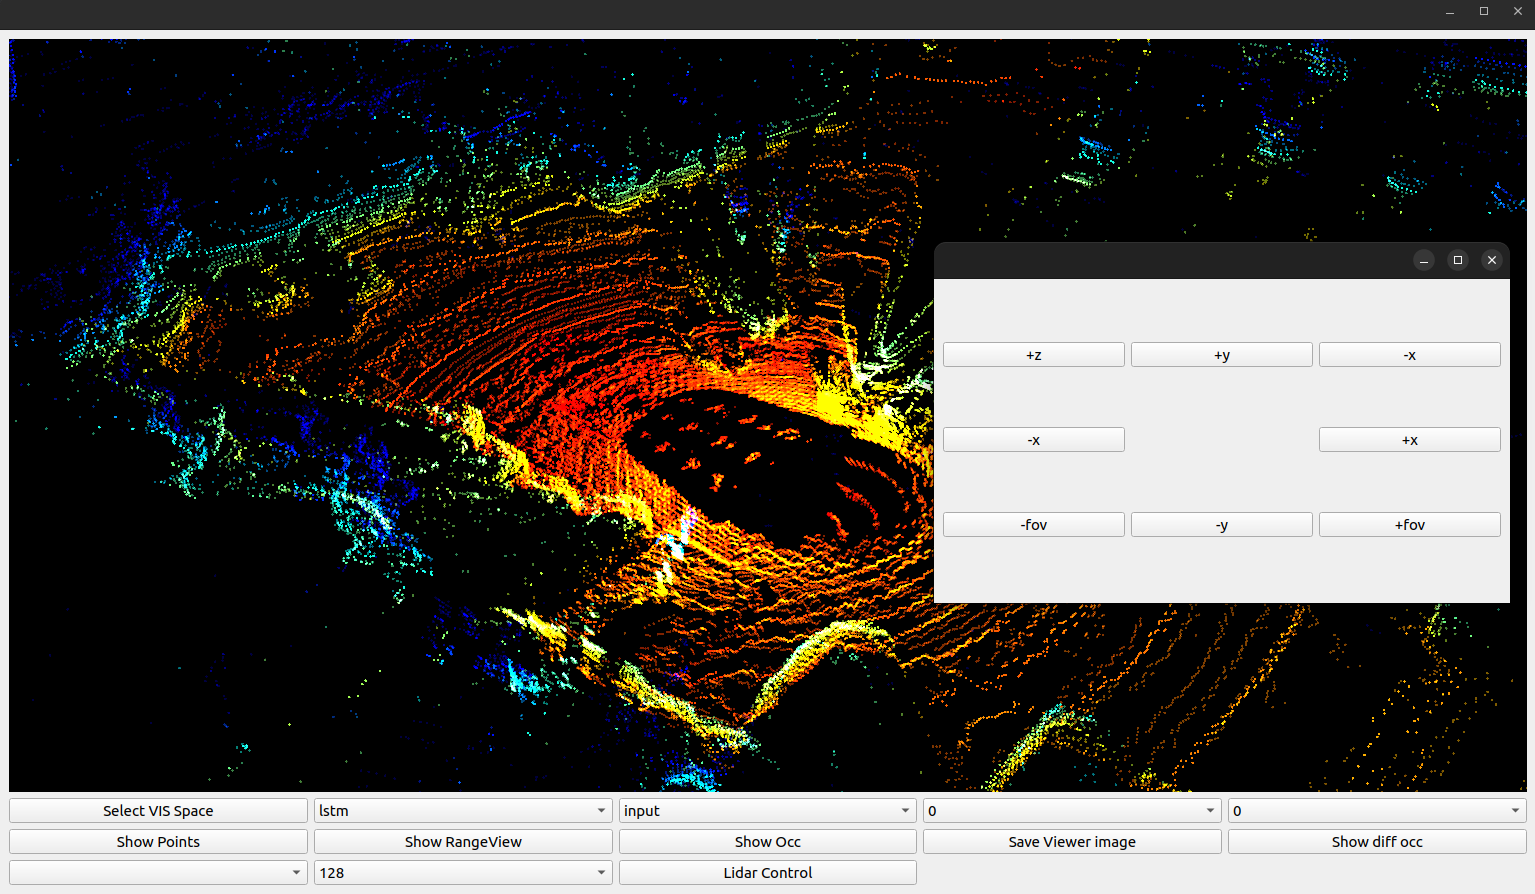 +z +y -x
-x +x
-fov -y +fov
Select VIS Space lstm input 0 0
Show Points Show RangeView Show Occ Save Viewer image Show diff occ
128 Lidar Control